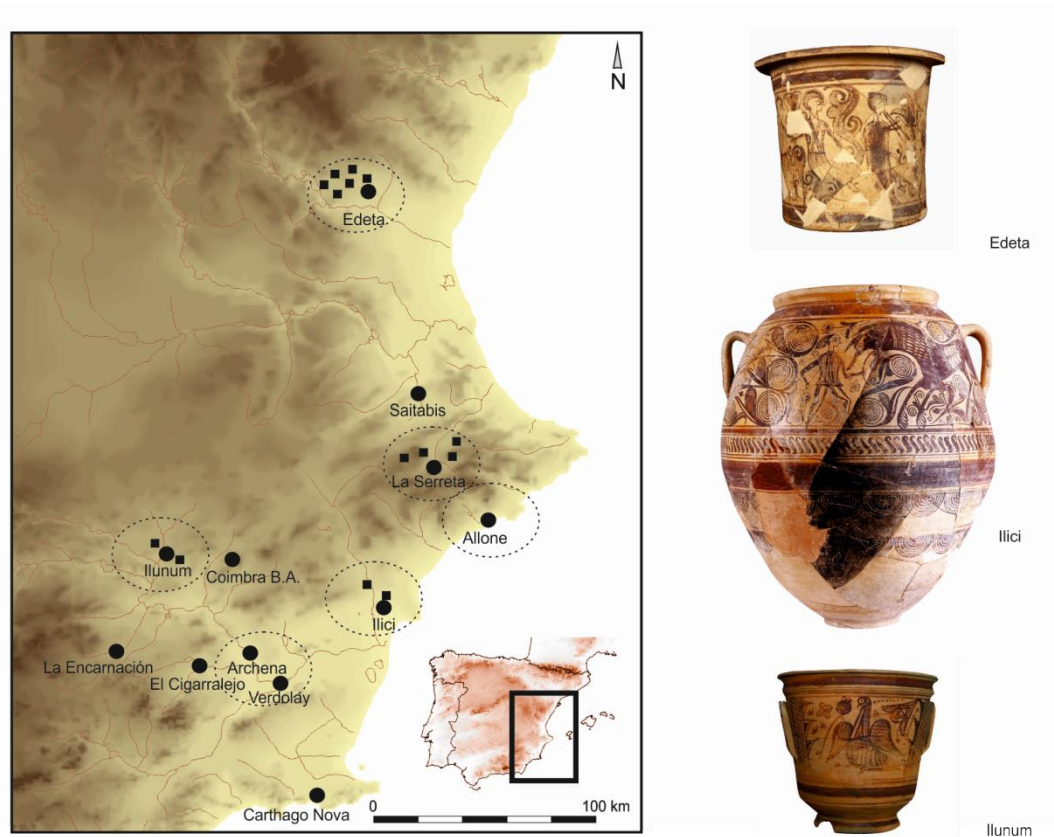 N
Edeta
Saitabis
La Serreta
Allone
Ilunum
Coimbra B.A.
Ilici
La Encarnación
El Cigarralejo
Archena
Verdolay
Carthago Nova
0
100 km
Edeta
Ilici
Ilunum